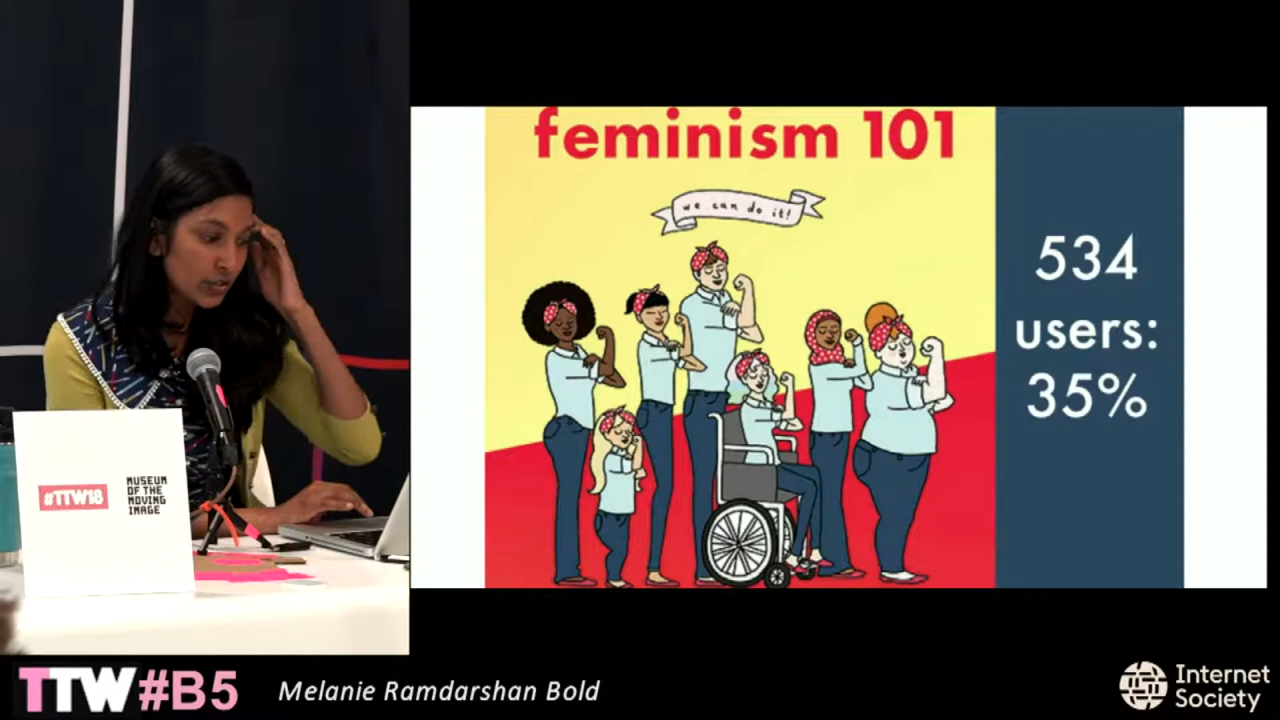 feminism 101
we can do it!
534
users:
35%
#TTW18
MUSEUM
OF THE
MOVING
IMAGE
TTW#B5
Melanie Ramdarshan Bold
Internet
Society